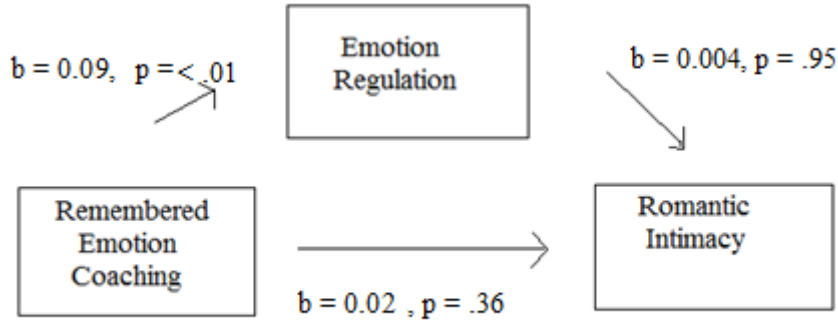 Emotion
Regulation
b = 0.09, p =< .01
b = 0.004, p = .95
Remembered
Emotion
Coaching
Romantic
Intimacy
b = 0.02 , p = .36